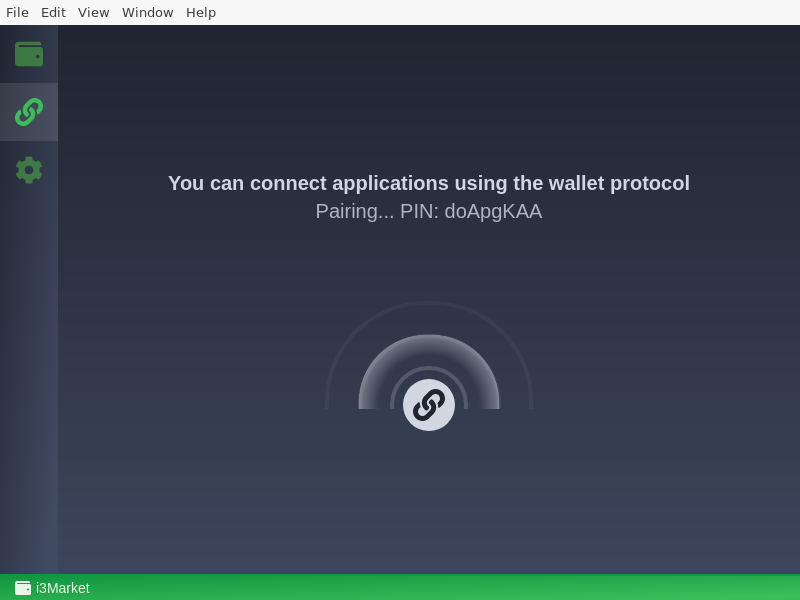 File Edit View Window Help
You can connect applications using the wallet protocol
Pairing... PIN: doApgKAA
i3Market